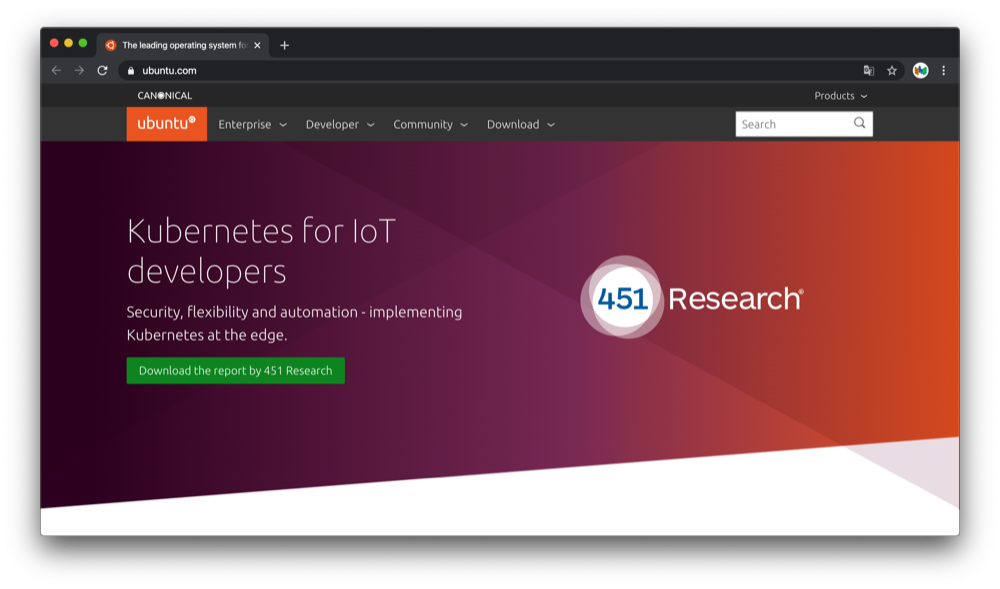 The leading operating system fo
ubuntu.com
CANONICAL
Products
ubuntu
Enterprise
Developer
Community
Download
Search
Kubernetes for IoT
developers
Security, flexibility and automation - implementing
Kubernetes at the edge.
Download the report by 451 Research
451 Research®